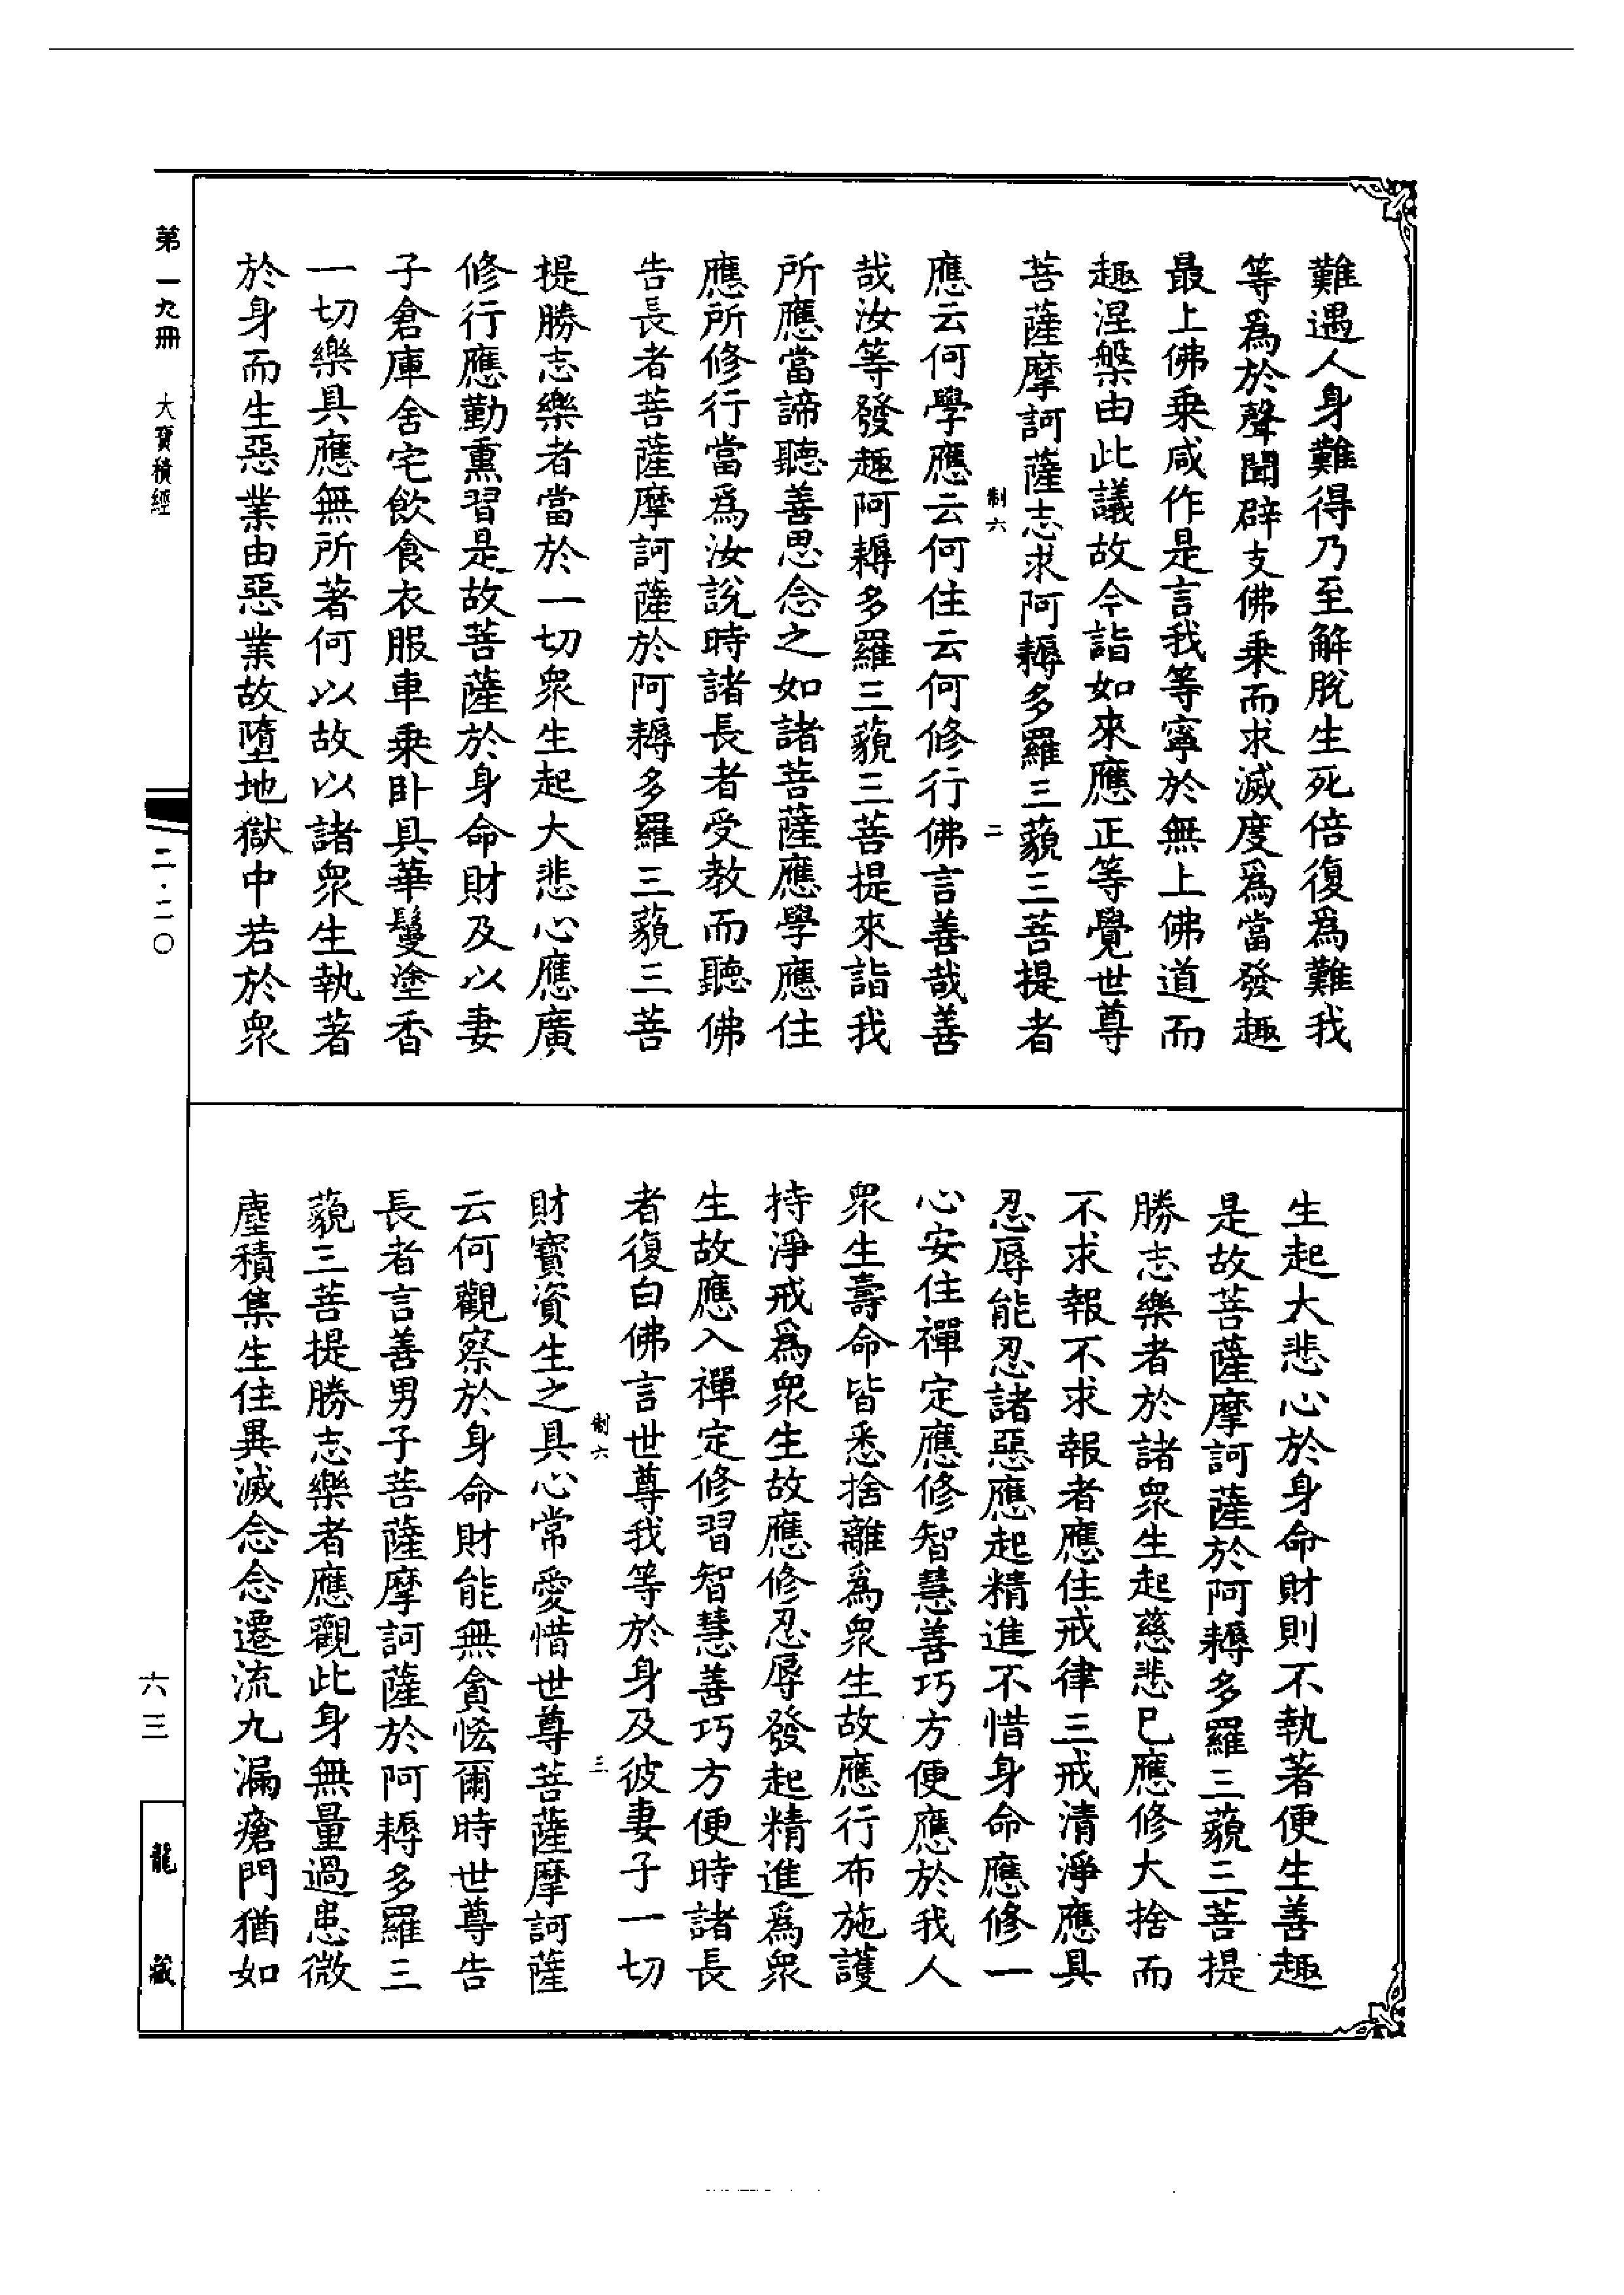 難遇人身難得乃至解脫生死倍復爲難我
等爲於聲聞辟支佛乗而求滅度爲當發趣
最上佛乗咸作是言我等寧於無上佛道而
趣涅槃由此議故今詣如來應正等覺世尊
菩薩摩訶薩志求阿耨多羅三藐三菩提者
制六 二
應云何學應云何住云何修行佛言善哉善
哉汝等發趣阿耨多羅三藐三菩提來詣我
所應當諦聽善思念之如諸菩薩應學應住
應所修行當爲汝說時諸長者受教而聽佛
告長者菩薩摩訶薩於阿耨多羅三藐三菩
提勝志樂者當於一切衆生起大悲心應廣
修行應勤熏習是故菩薩於身命財及以妻
子倉庫舍宅飲食衣服車乗卧具華鬘塗香
一切樂具應無所著何以故以諸衆生執著
於身而生惡業由惡業故墮地獄中若於衆
生起大悲心於身命財則不執著便生善趣
是故菩薩摩訶薩於阿耨多羅三藐三菩提
勝志樂者於諸衆生起慈悲已應修大捨而
不求報不求報者應住戒律三戒清淨應具
忍辱能忍諸惡應起精進不惜身命應修一
心安住禪定應修智慧善巧方便應於我人
衆生壽命皆悉捨離爲衆生故應行布施護
持淨戒爲衆生故應修忍辱發起精進爲衆
生故應入禪定修習智慧善巧方便時諸長
者復白佛言世尊我等於身及彼妻子一切
制六 三
財寶資生之具心常愛惜世尊菩薩摩訶薩
云何觀察於身命財能無貪恡爾時世尊告
長者言善男子菩薩摩訶薩於阿耨多羅三
藐三菩提勝志樂者應觀此身無量過患微
塵積集生住異滅念念遷流九漏瘡門猶如
第一九冊 大寶積經
二·二〇
六三
龍藏